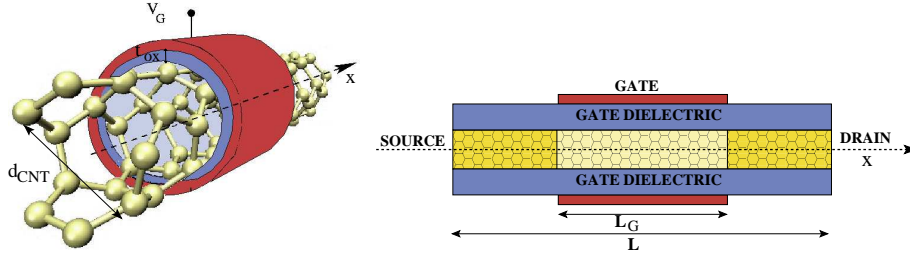 V_G
t_ox
x
d_CNT
GATE
GATE DIELECTRIC
SOURCE
DRAIN
X
GATE DIELECTRIC
L_G
L